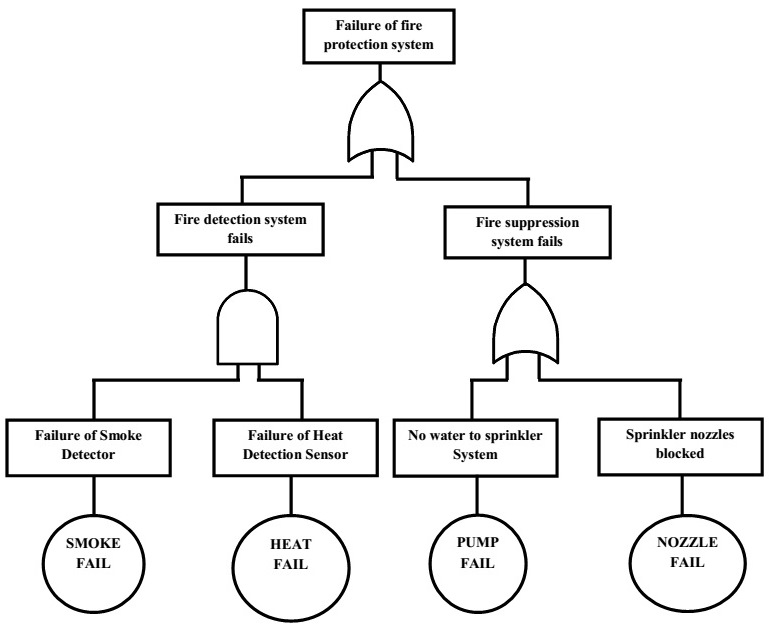 Failure of fire
protection system
Fire detection system
fails
Fire suppression
system fails
Failure of Smoke
Detector
Failure of Heat
Detection Sensor
No water to sprinkler
System
Sprinkler nozzles
blocked
SMOKE
FAIL
HEAT
FAIL
PUMP
FAIL
NOZZLE
FAIL